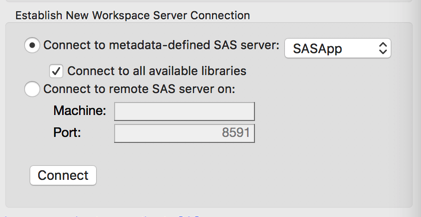 Establish New Workspace Server Connection
Connect to metadata-defined SAS server: SASApp
Connect to all available libraries
Connect to remote SAS server on:
Machine:
Port: 8591
Connect